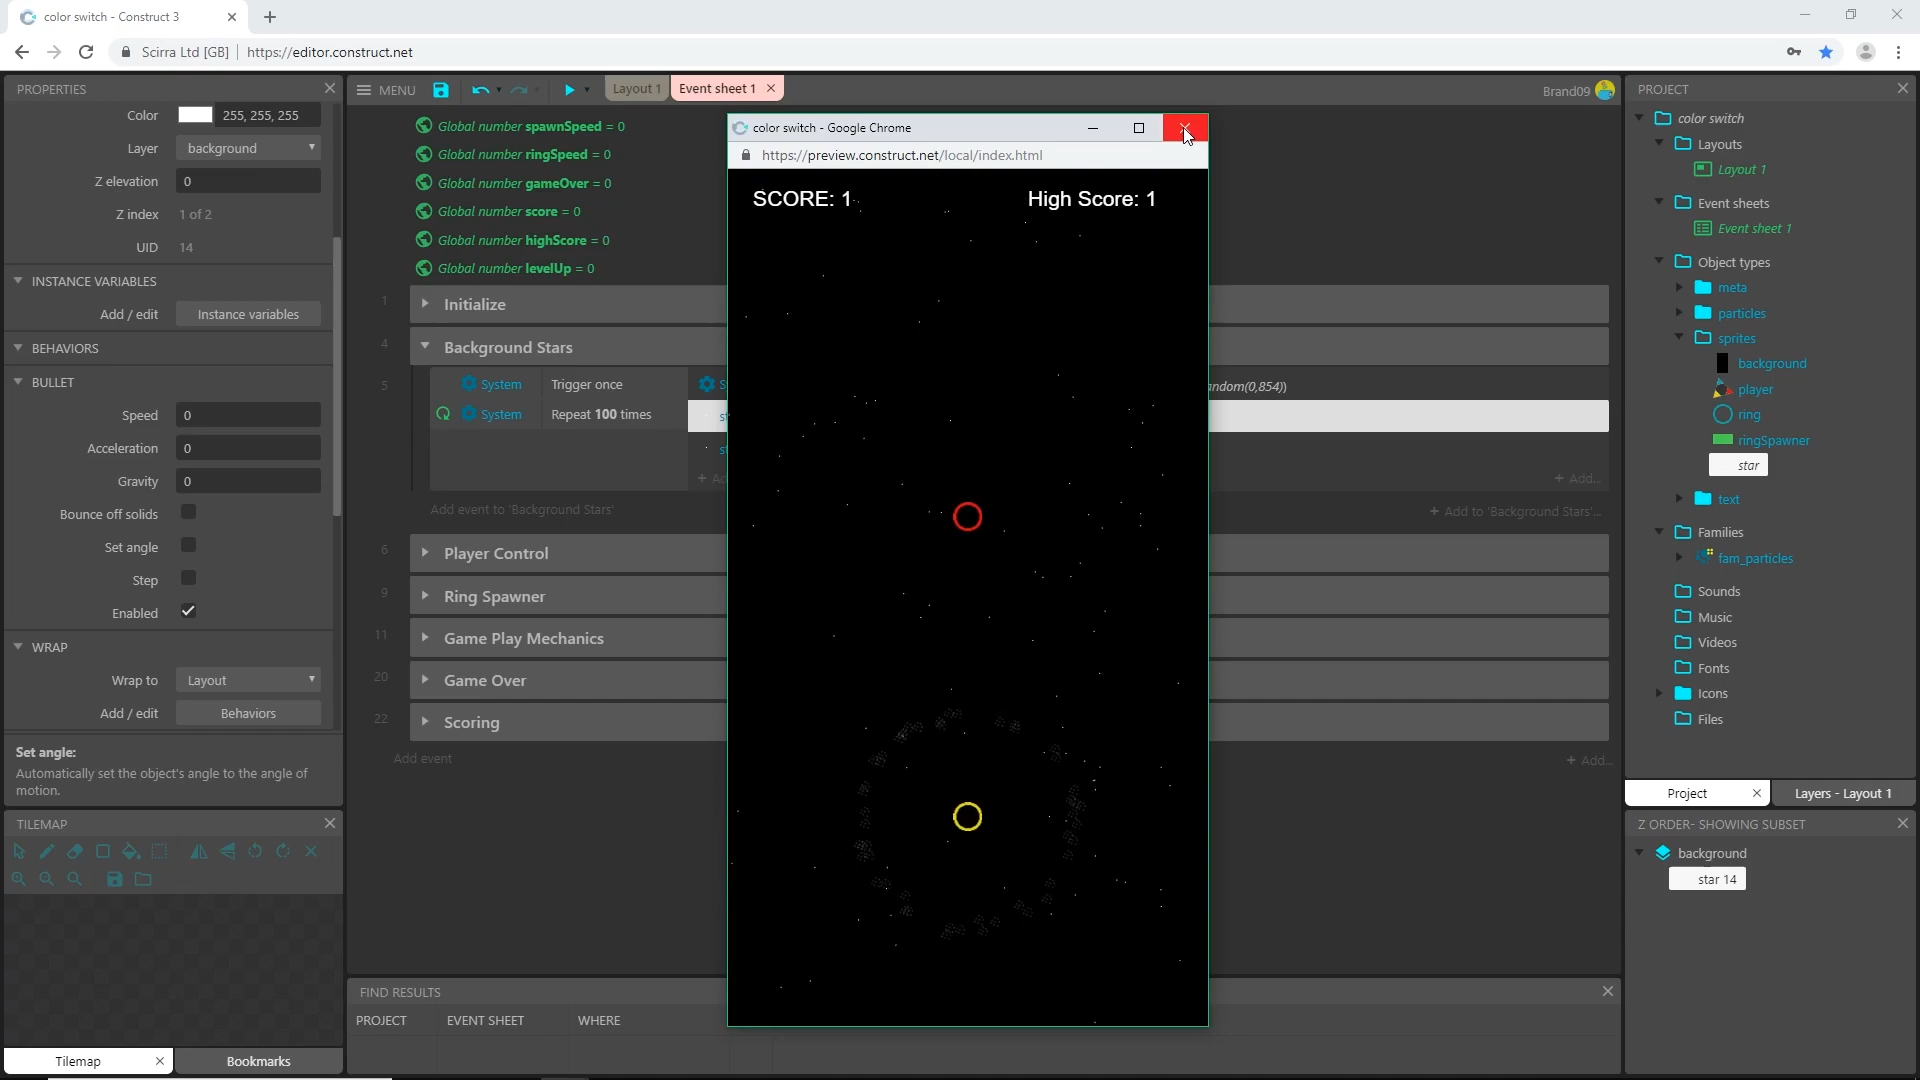 color switch - Construct 3
Scirra Ltd [GB] https://editor.construct.net
PROPERTIES
Color 255, 255, 255
Layer background
Z elevation 0
Z index 1 of 2
UID 14
INSTANCE VARIABLES
Add / edit Instance variables
BEHAVIORS
BULLET
Speed 0
Acceleration 0
Gravity 0
Bounce off solids
Set angle
Step
Enabled
WRAP
Wrap to Layout
Add / edit Behaviors
Set angle:
Automatically set the object's angle to the angle of
motion.
TILEMAP
Tilemap Bookmarks
MENU Layout 1 Event sheet 1 Brand09
Global number spawnSpeed = 0
Global number ringSpeed = 0
Global number gameOver = 0
Global number score = 0
Global number highScore = 0
Global number levelUp = 0
1 Initialize
4 Background Stars
5 System Trigger once
andom(0,854))
System Repeat 100 times
+ Add...
Add event to 'Background Stars'
+ Add to 'Background Stars'...
6 Player Control
9 Ring Spawner
11 Game Play Mechanics
20 Game Over
22 Scoring
Add event
+ Add...
FIND RESULTS
PROJECT EVENT SHEET WHERE
color switch - Google Chrome
https://preview.construct.net/local/index.html
SCORE: 1 High Score: 1
PROJECT
color switch
Layouts
Layout 1
Event sheets
Event sheet 1
Object types
meta
particles
sprites
background
player
ring
ringSpawner
star
text
Families
fam_particles
Sounds
Music
Videos
Fonts
Icons
Files
Project Layers - Layout 1
Z ORDER- SHOWING SUBSET
background
star 14